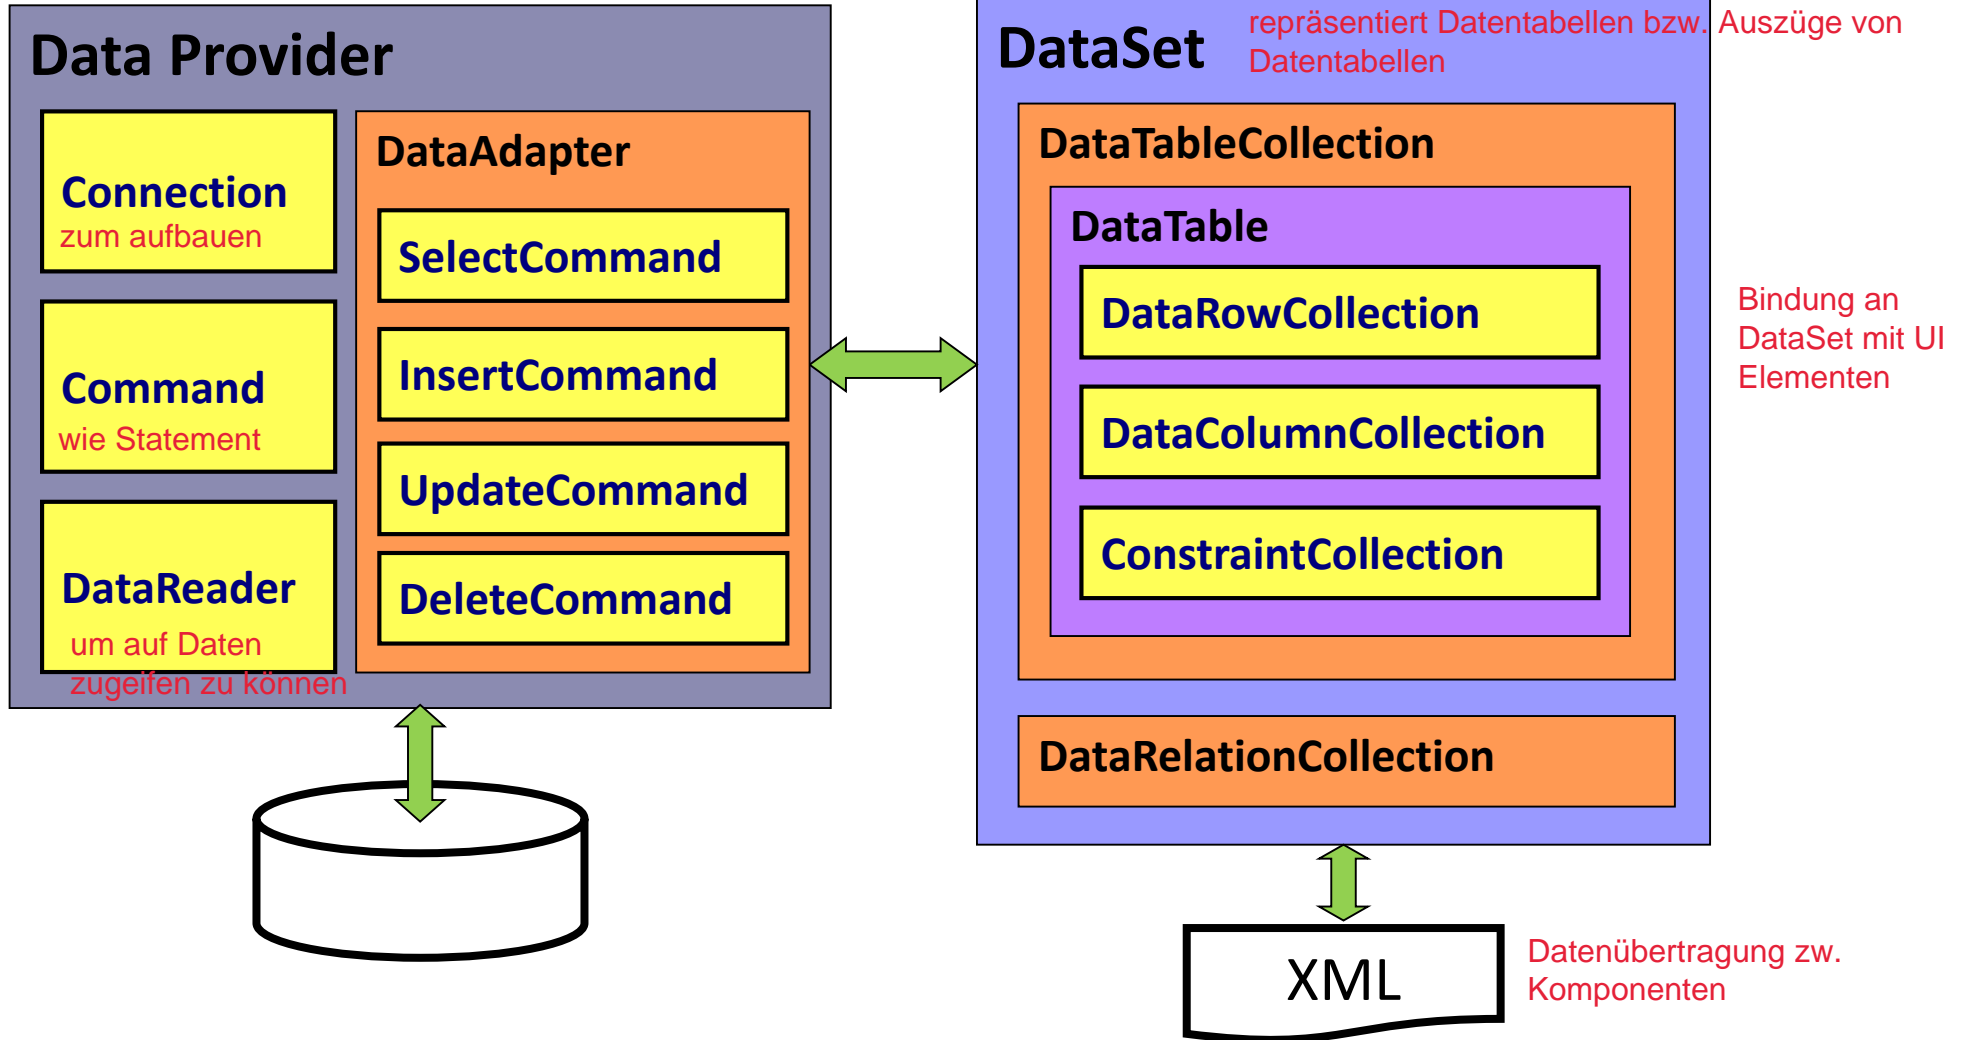 Data Provider
Connection
zum aufbauen
Command
wie Statement
DataReader
um auf Daten
zugeifen zu können
DataAdapter
SelectCommand
InsertCommand
UpdateCommand
DeleteCommand
DataSet
repräsentiert Datentabellen bzw. Auszüge von
Datentabellen
DataTableCollection
DataTable
DataRowCollection
DataColumnCollection
ConstraintCollection
DataRelationCollection
Bindung an
DataSet mit UI
Elementen
XML
Datenübertragung zw.
Komponenten